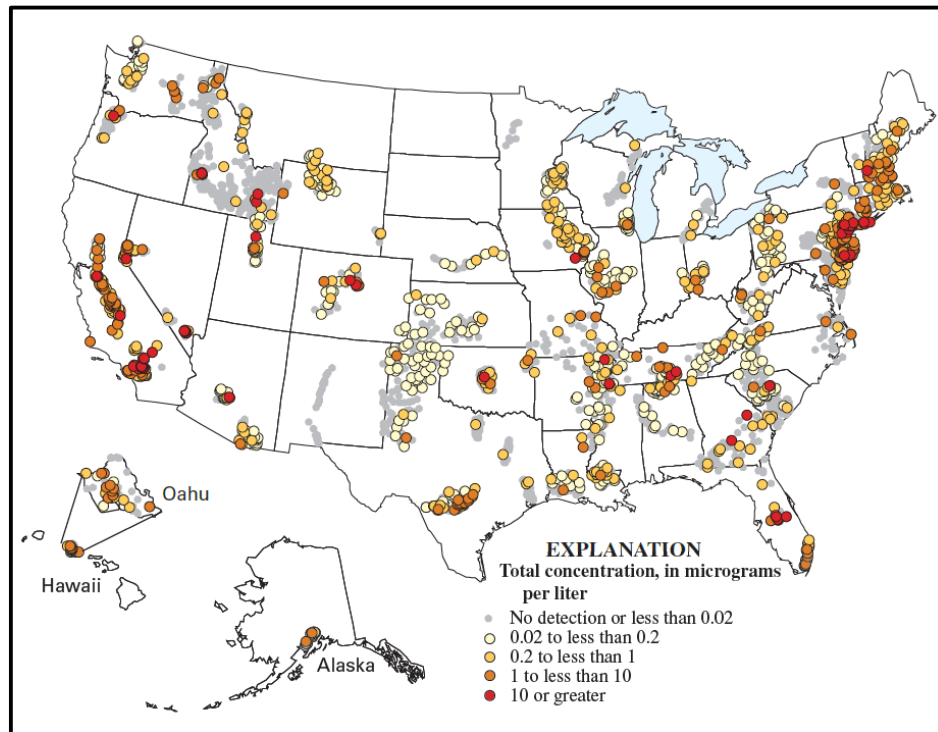 Oahu
Hawaii
Alaska
EXPLANATION
Total concentration, in micrograms
per liter
No detection or less than 0.02
0.02 to less than 0.2
0.2 to less than 1
1 to less than 10
10 or greater